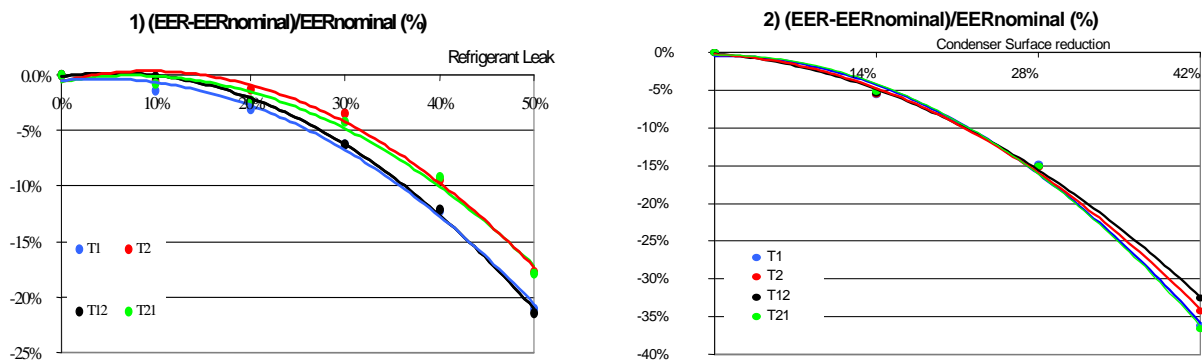 1) (EER-EERnominal)/EERnominal (%)
Refrigerant Leak
0.0%
0% 10% 20% 30% 40% 50%
-5%
-10%
-15%
-20%
-25%
T1 T2
T12 T21
2) (EER-EERnominal)/EERnominal (%)
Condenser Surface reduction
0%
14% 28% 42%
-5%
-10%
-15%
-20%
-25%
-30%
-35%
-40%
T1
T2
T12
T21